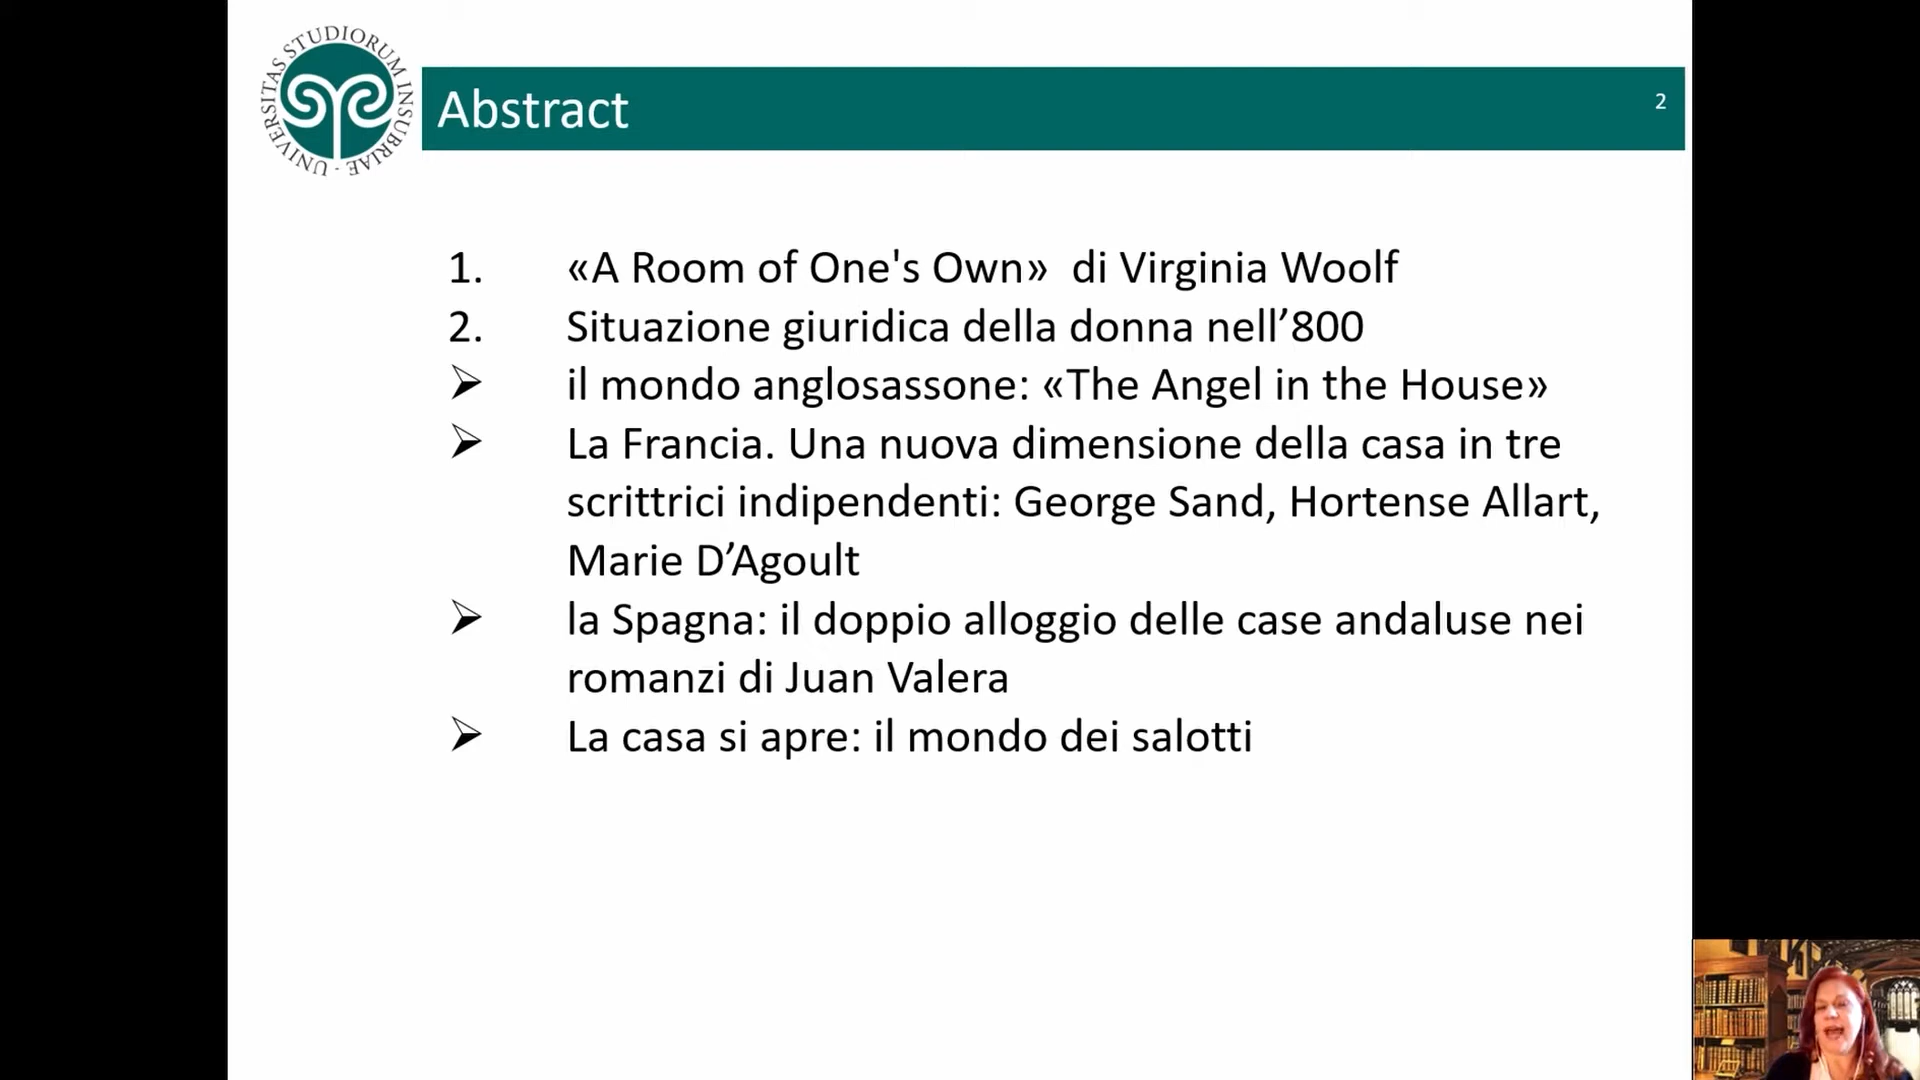 UNIVERSITAS STUDIORUM INSUBRIAE
Abstract
2
1. «A Room of One's Own»  di Virginia Woolf
2. Situazione giuridica della donna nell’800
➢ il mondo anglosassone: «The Angel in the House»
➢ La Francia. Una nuova dimensione della casa in tre
scrittrici indipendenti: George Sand, Hortense Allart,
Marie D’Agoult
➢ la Spagna: il doppio alloggio delle case andaluse nei
romanzi di Juan Valera
➢ La casa si apre: il mondo dei salotti